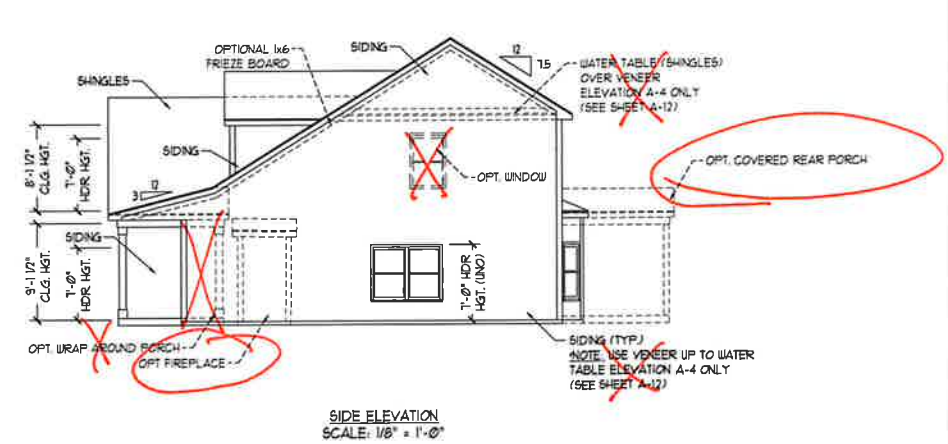 OPTIONAL 1x6
FRIEZE BOARD
SIDING
12
7.5
WATER TABLE (SHINGLES)
OVER VENEER
ELEVATION A-4 ONLY
(SEE SHEET A-12)
SHINGLES
8'-1 1/2"
CLG. HGT.
7'-0"
HDR. HGT.
SIDING
12
3
OPT. WINDOW
OPT. COVERED REAR PORCH
9'-1 1/2"
CLG. HGT.
7'-0"
HDR. HGT.
SIDING
7'-0" HDR
HGT. (UNO)
OPT. WRAP AROUND PORCH
OPT FIREPLACE
SIDING (TYP.)
NOTE: USE VENEER UP TO WATER
TABLE ELEVATION A-4 ONLY
(SEE SHEET A-12)
SIDE ELEVATION
SCALE: 1/8" = 1'-0"